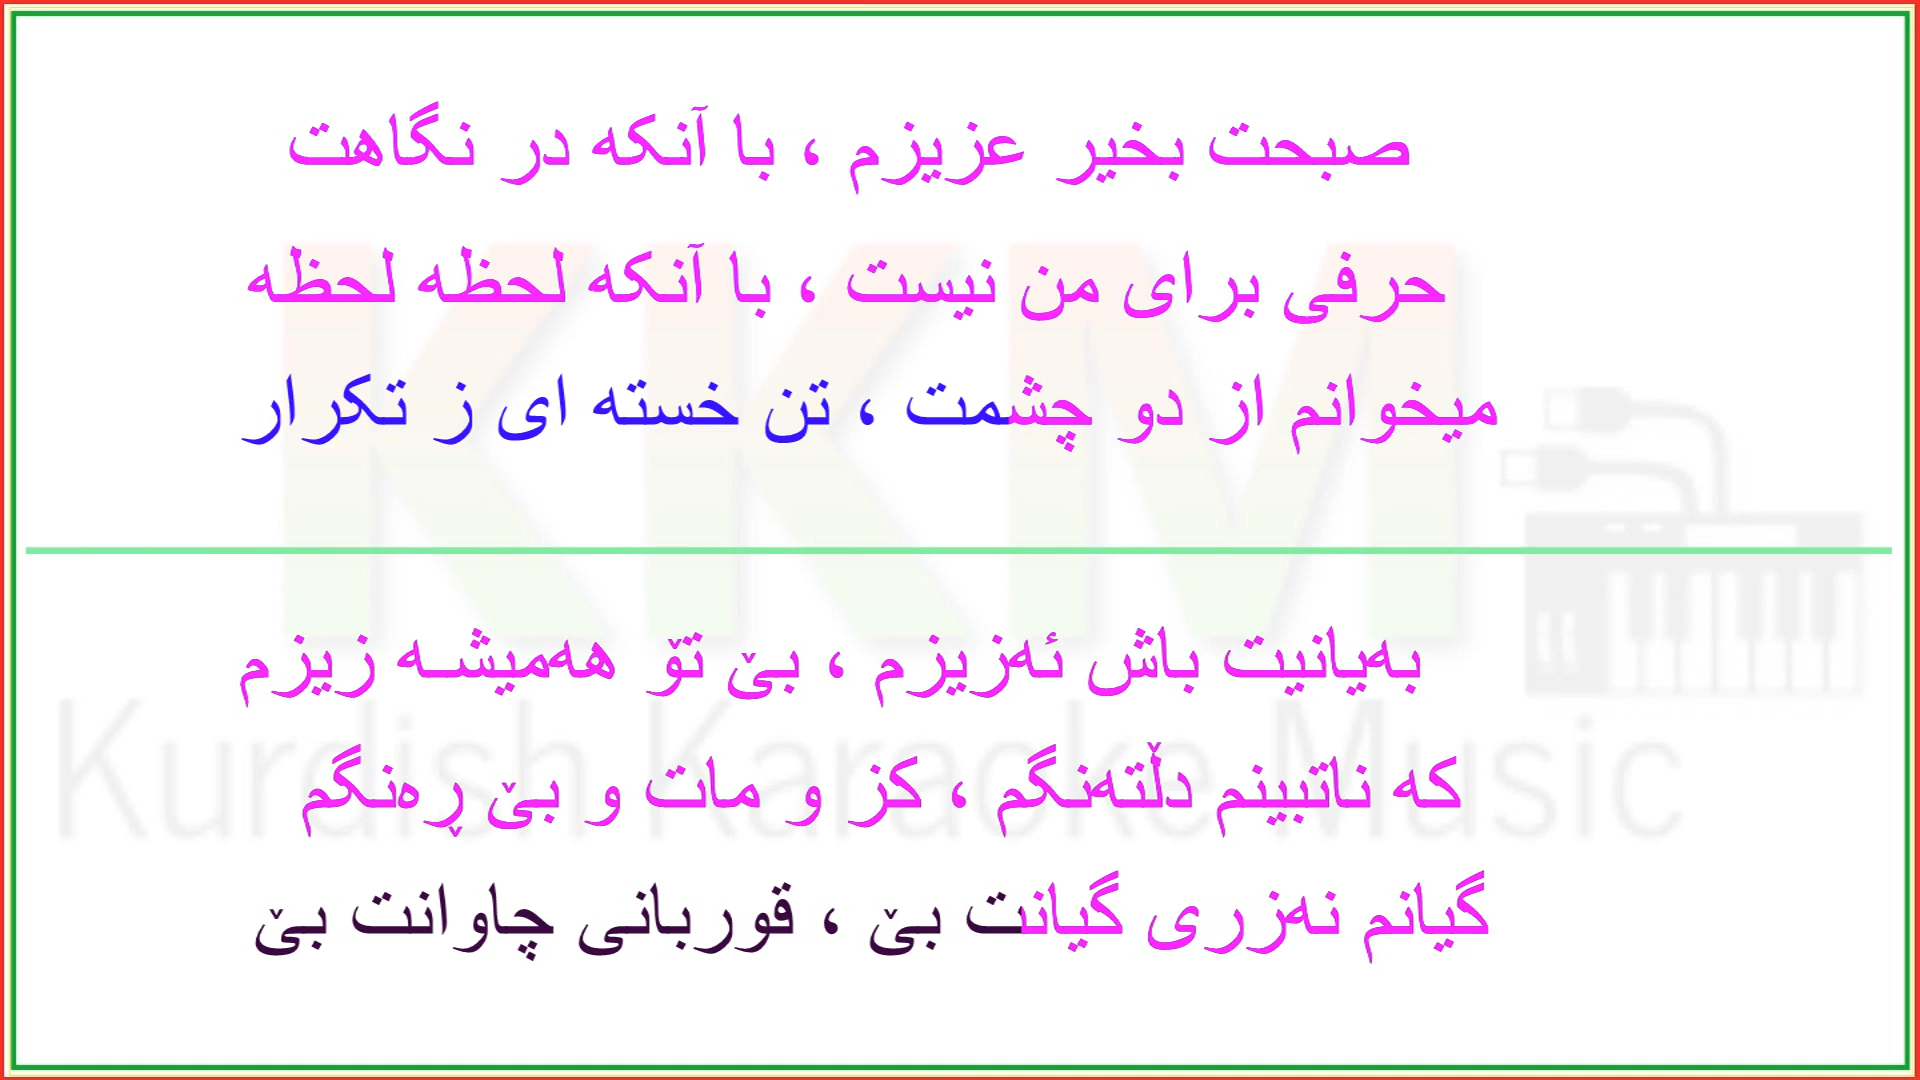 صبحت بخیر عزیزم ، با آنکه در نگاهت
حرفی برای من نیست ، با آنکه لحظه لحظه
میخوانم از دو چشمت ، تن خسته ای ز تکرار
KKM
بەیانیت باش ئەزیزم ، بێ تۆ هەمیشـە زیزم
Kurdish Karaoke Music
کە ناتبینم دڵتەنگم ، کز و مات و بێ ڕەنگم
گیانم نەزری گیانت بێ ، قوربانی چاوانت بێ